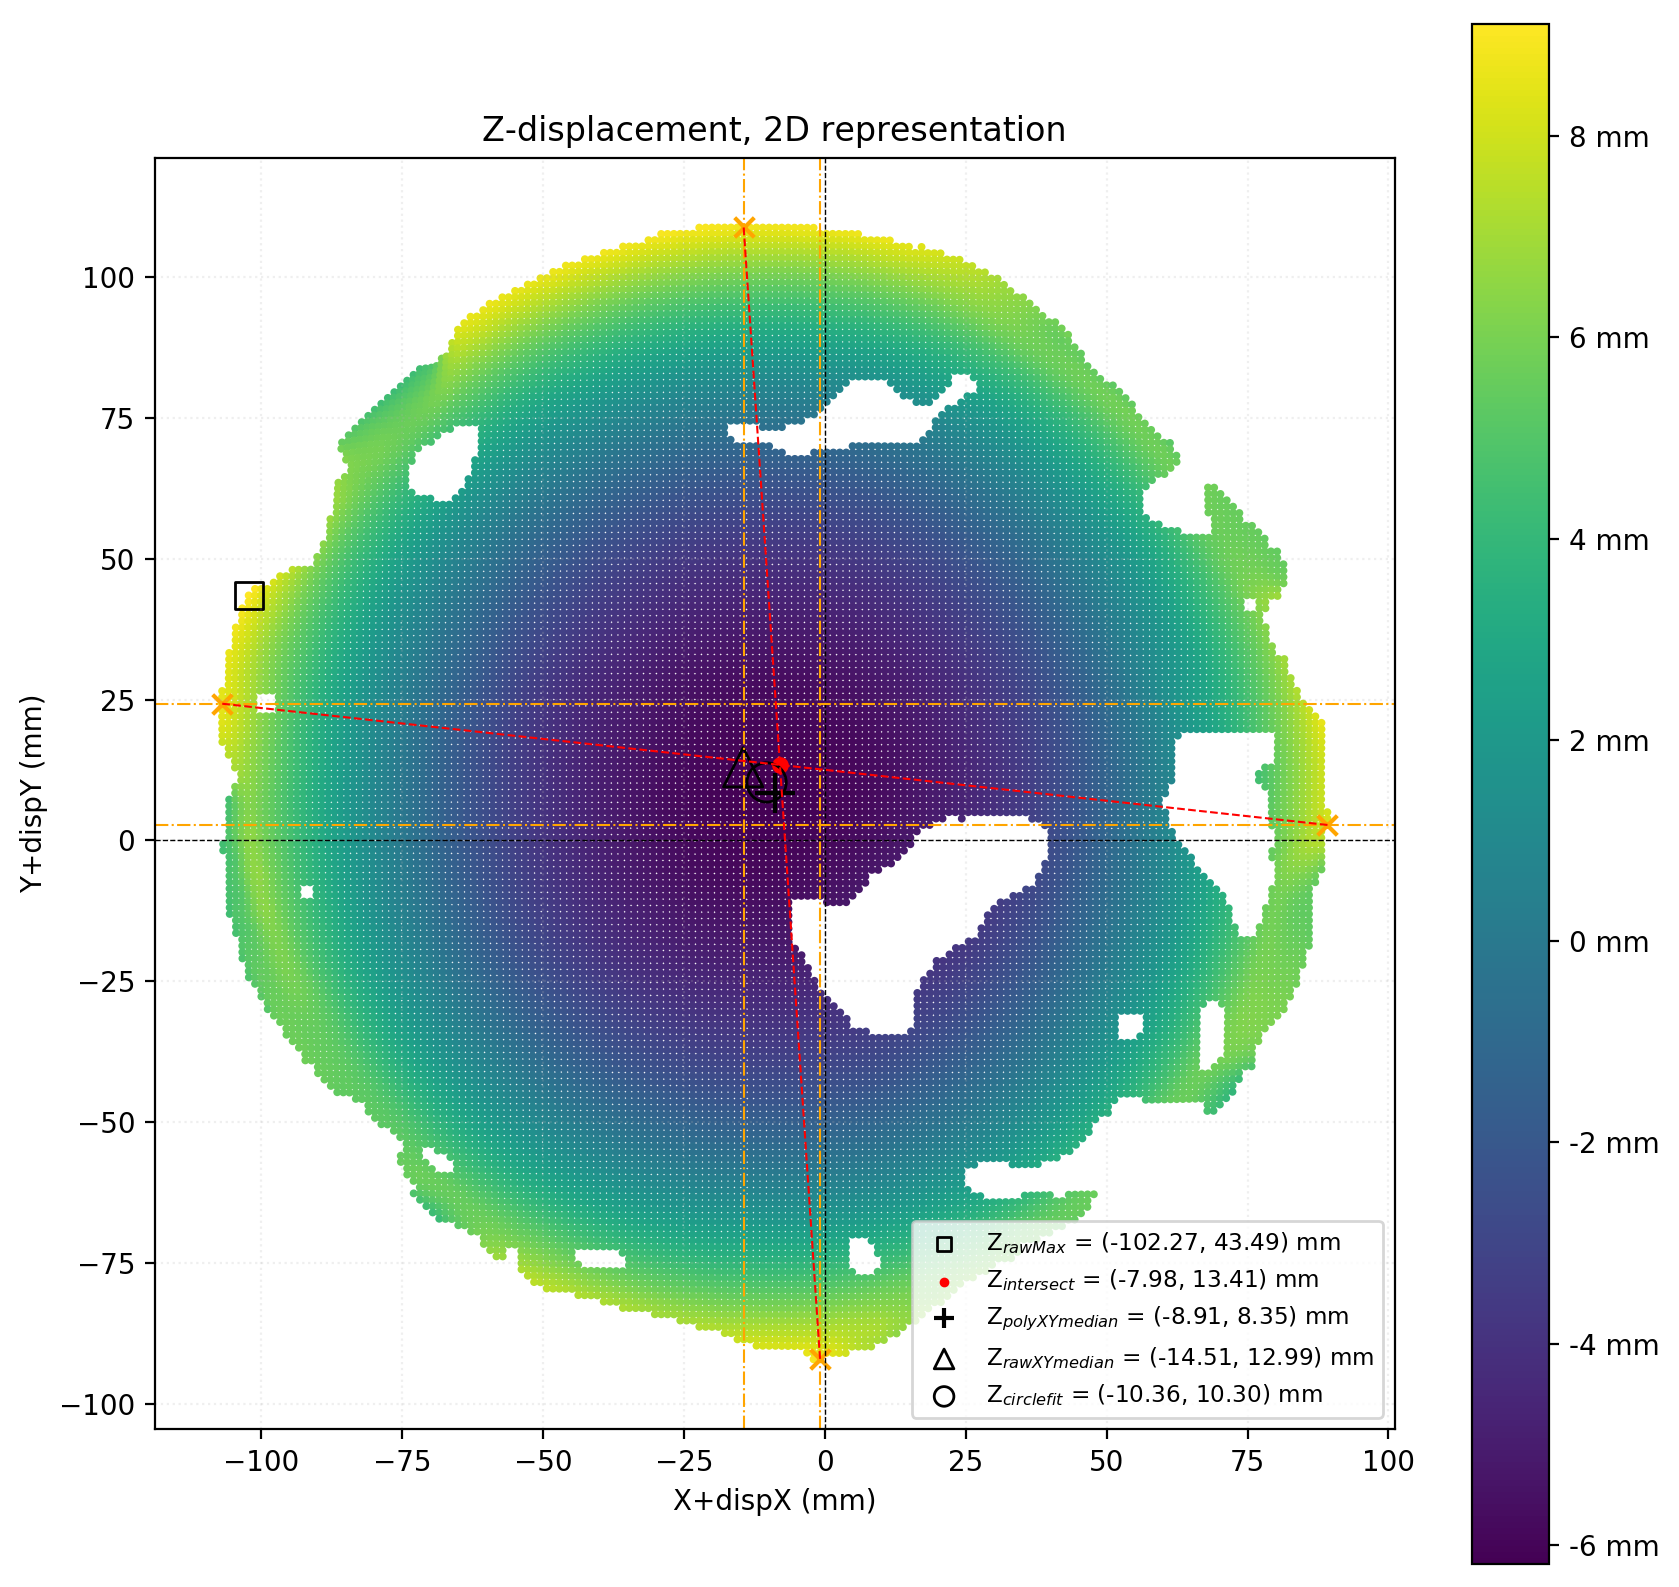 Z-displacement, 2D representation
8 mm
6 mm
4 mm
2 mm
0 mm
-2 mm
-4 mm
-6 mm
100
75
50
25
0
−25
−50
−75
−100
Y+dispY (mm)
Z_rawMax = (-102.27, 43.49) mm
Z_intersect = (-7.98, 13.41) mm
Z_polyXYmedian = (-8.91, 8.35) mm
Z_rawXYmedian = (-14.51, 12.99) mm
Z_circlefit = (-10.36, 10.30) mm
−100 −75 −50 −25 0 25 50 75 100
X+dispX (mm)